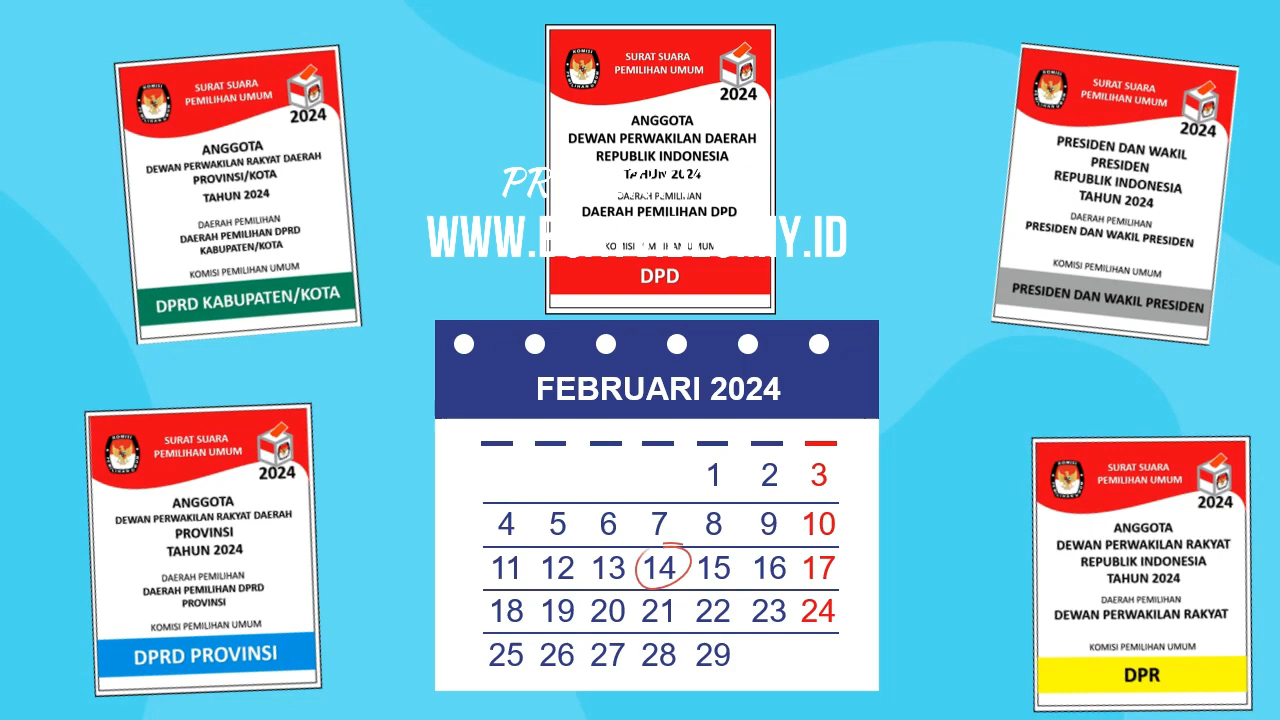 SURAT SUARA
PEMILIHAN UMUM
2024
ANGGOTA
DEWAN PERWAKILAN RAKYAT DAERAH
PROVINSI/KOTA
TAHUN 2024
DAERAH PEMILIHAN
DAERAH PEMILIHAN DPRD
KABUPATEN/KOTA
KOMISI PEMILIHAN UMUM
DPRD KABUPATEN/KOTA
SURAT SUARA
PEMILIHAN UMUM
2024
ANGGOTA
DEWAN PERWAKILAN DAERAH
REPUBLIK INDONESIA
TAHUN 2024
DAERAH PEMILIHAN
DAERAH PEMILIHAN DPD
KOMISI PEMILIHAN UMUM
DPD
SURAT SUARA
PEMILIHAN UMUM
2024
PRESIDEN DAN WAKIL
PRESIDEN
REPUBLIK INDONESIA
TAHUN 2024
DAERAH PEMILIHAN
PRESIDEN DAN WAKIL PRESIDEN
KOMISI PEMILIHAN UMUM
PRESIDEN DAN WAKIL PRESIDEN
FEBRUARI 2024
1 2 3
4 5 6 7 8 9 10
11 12 13 14 15 16 17
18 19 20 21 22 23 24
25 26 27 28 29
SURAT SUARA
PEMILIHAN UMUM
2024
ANGGOTA
DEWAN PERWAKILAN RAKYAT DAERAH
PROVINSI
TAHUN 2024
DAERAH PEMILIHAN
DAERAH PEMILIHAN DPRD
PROVINSI
KOMISI PEMILIHAN UMUM
DPRD PROVINSI
SURAT SUARA
PEMILIHAN UMUM
2024
ANGGOTA
DEWAN PERWAKILAN RAKYAT
REPUBLIK INDONESIA
TAHUN 2024
DAERAH PEMILIHAN
DEWAN PERWAKILAN RAKYAT
KOMISI PEMILIHAN UMUM
DPR